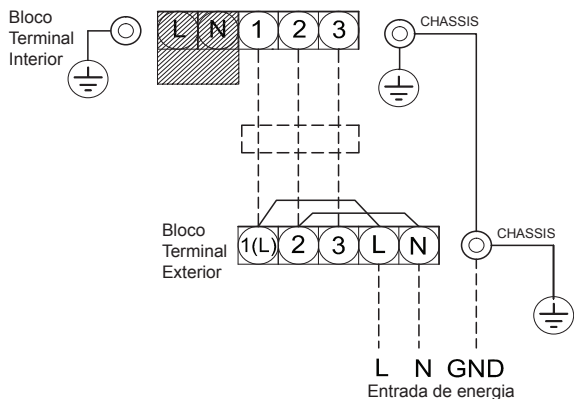 Bloco
Terminal
Interior
L N 1 2 3
CHASSIS
Bloco
Terminal
Exterior
1(L) 2 3 L N
CHASSIS
L N GND
Entrada de energia